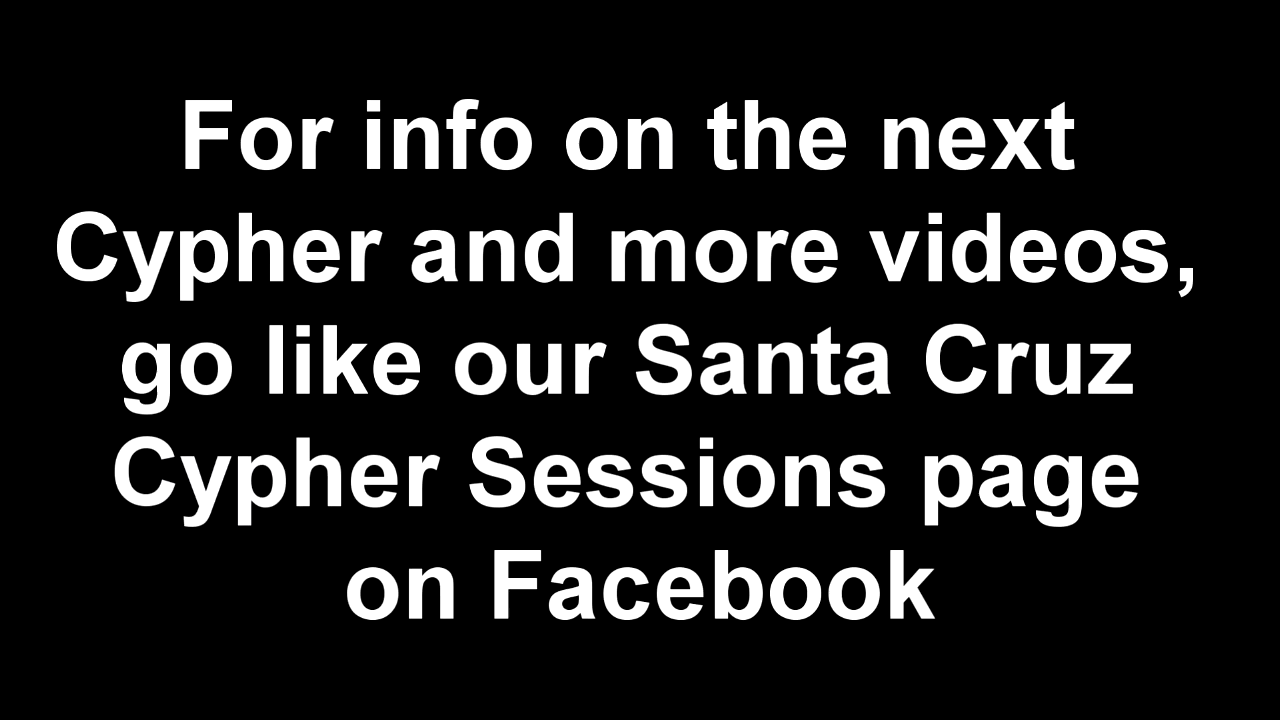 For info on the next
Cypher and more videos,
go like our Santa Cruz
Cypher Sessions page
on Facebook